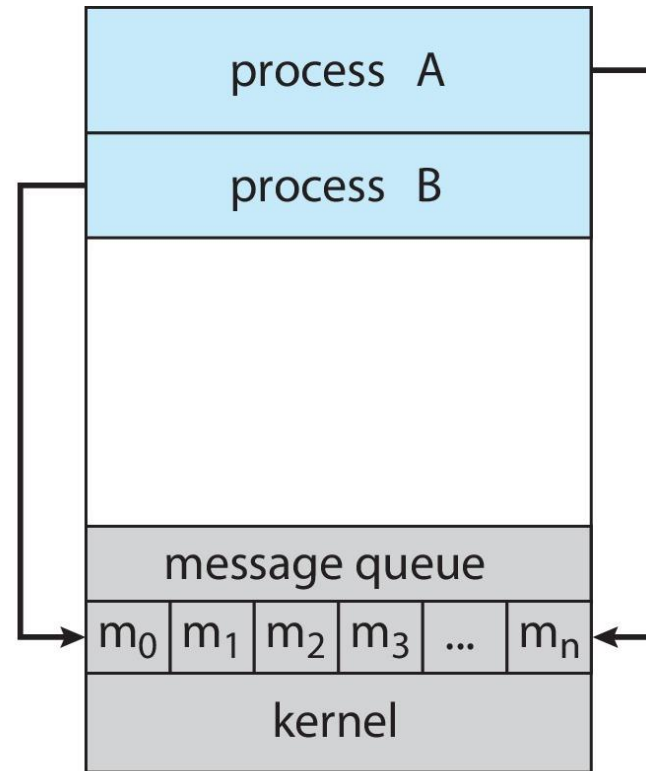 process A
process B
message queue
m₀ m₁ m₂ m₃ ... mₙ
kernel